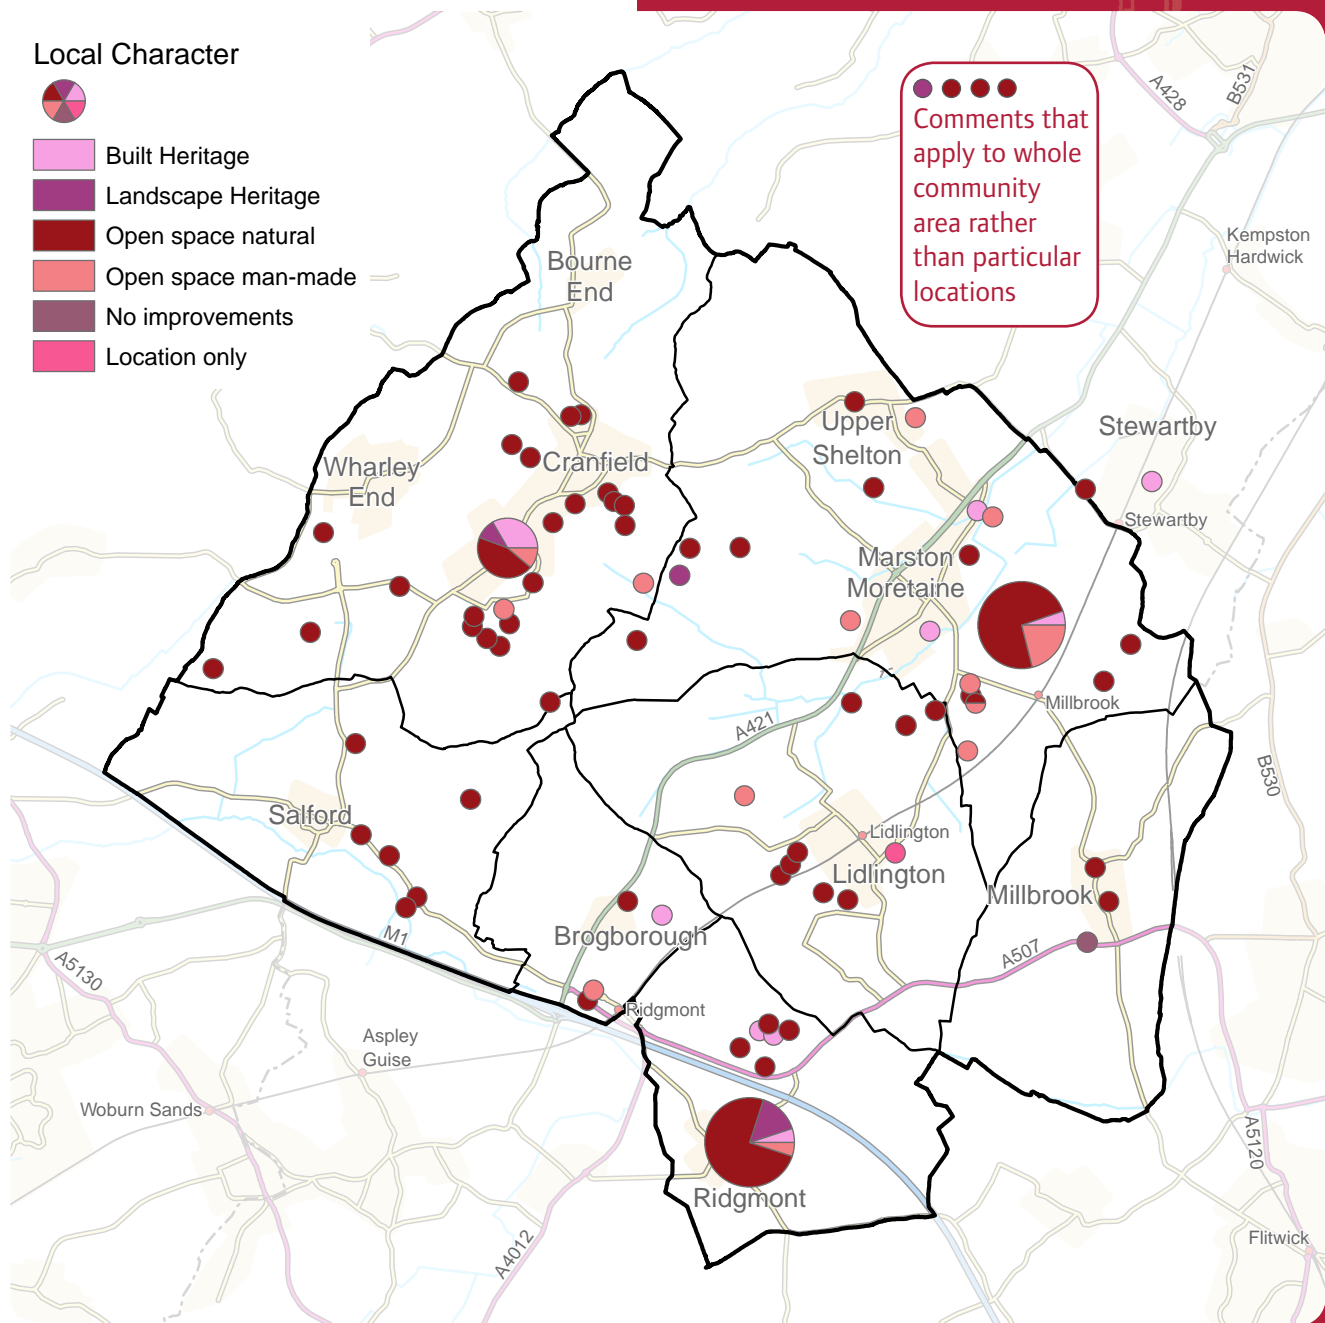 Local Character
Built Heritage
Landscape Heritage
Open space natural
Open space man-made
No improvements
Location only
Comments that
apply to whole
community
area rather
than particular
locations
A428
B531
Kempston
Hardwick
Bourne
End
Upper
Shelton
Stewartby
Wharley
End
Cranfield
Stewartby
Marston
Moretaine
Millbrook
A421
B530
Salford
Lidlington
Lidlington
Millbrook
Brogborough
M1
A507
A5130
Ridgmont
Aspley
Guise
Woburn Sands
A5120
Ridgmont
A4012
Flitwick